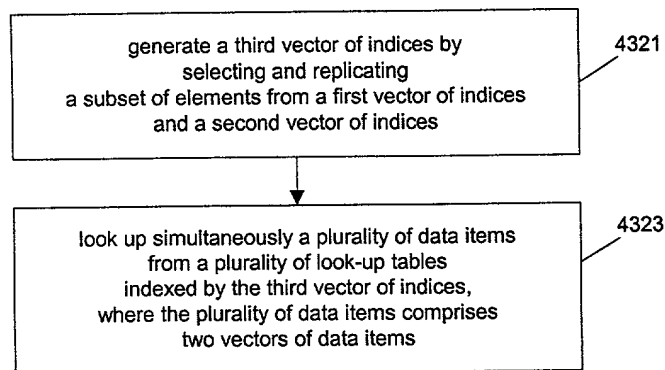 generate a third vector of indices by
selecting and replicating
a subset of elements from a first vector of indices
and a second vector of indices
4321
look up simultaneously a plurality of data items
from a plurality of look-up tables
indexed by the third vector of indices,
where the plurality of data items comprises
two vectors of data items
4323